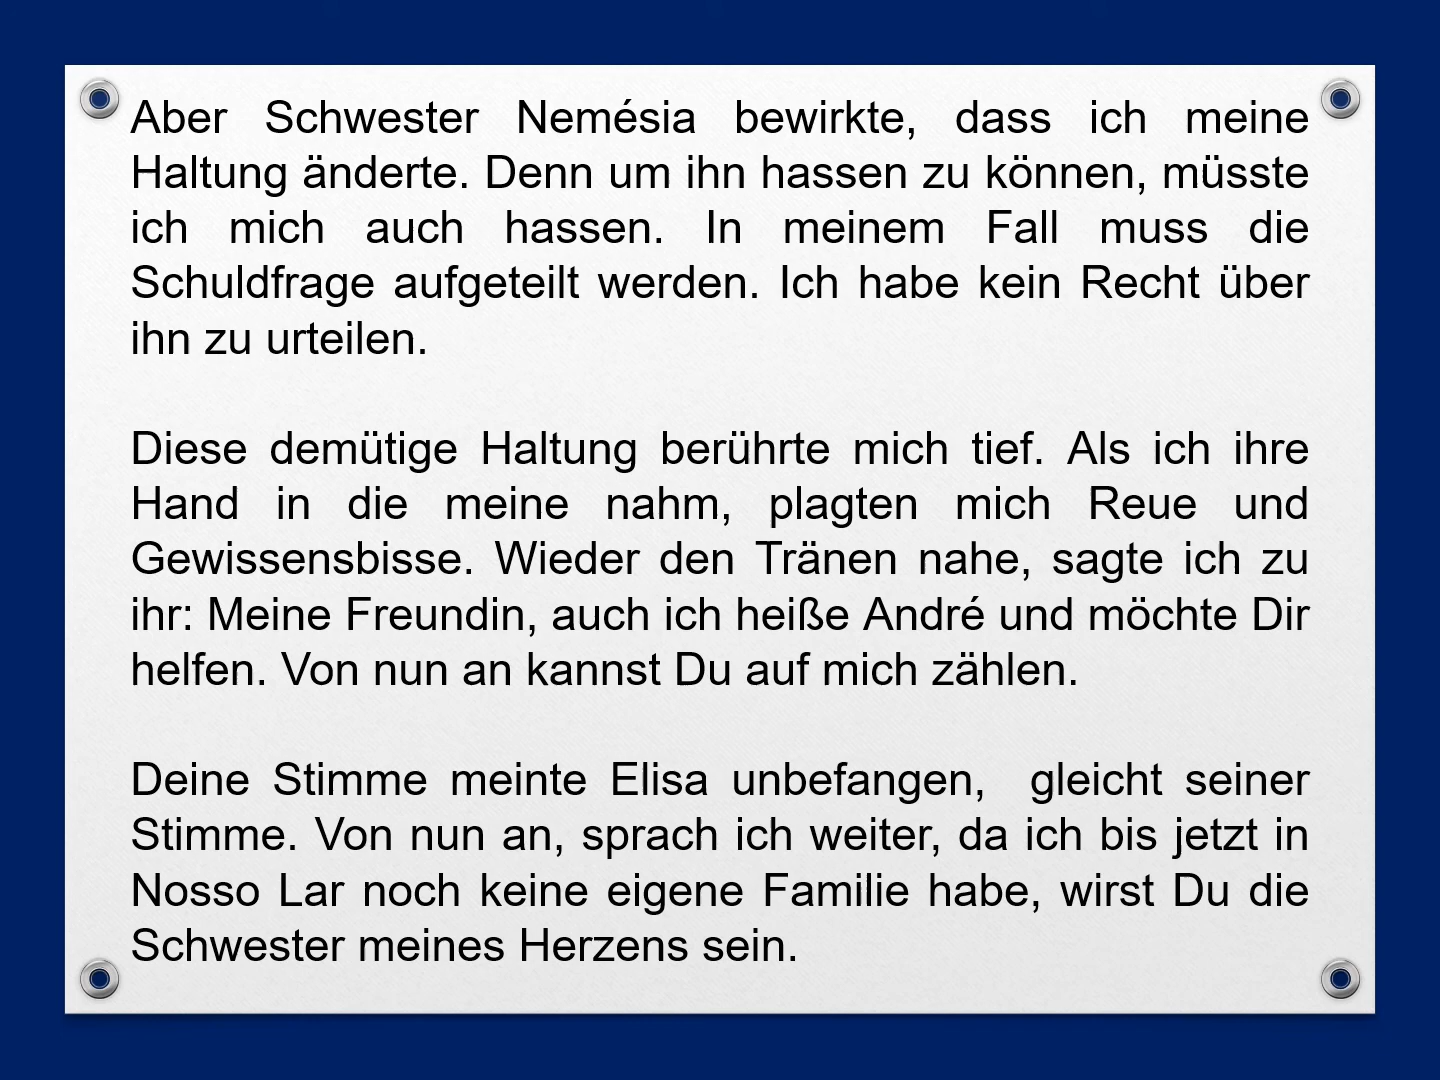 Aber Schwester Nemésia bewirkte, dass ich meine
Haltung änderte. Denn um ihn hassen zu können, müsste
ich mich auch hassen. In meinem Fall muss die
Schuldfrage aufgeteilt werden. Ich habe kein Recht über
ihn zu urteilen.
Diese demütige Haltung berührte mich tief. Als ich ihre
Hand in die meine nahm, plagten mich Reue und
Gewissensbisse. Wieder den Tränen nahe, sagte ich zu
ihr: Meine Freundin, auch ich heiße André und möchte Dir
helfen. Von nun an kannst Du auf mich zählen.
Deine Stimme meinte Elisa unbefangen, gleicht seiner
Stimme. Von nun an, sprach ich weiter, da ich bis jetzt in
Nosso Lar noch keine eigene Familie habe, wirst Du die
Schwester meines Herzens sein.